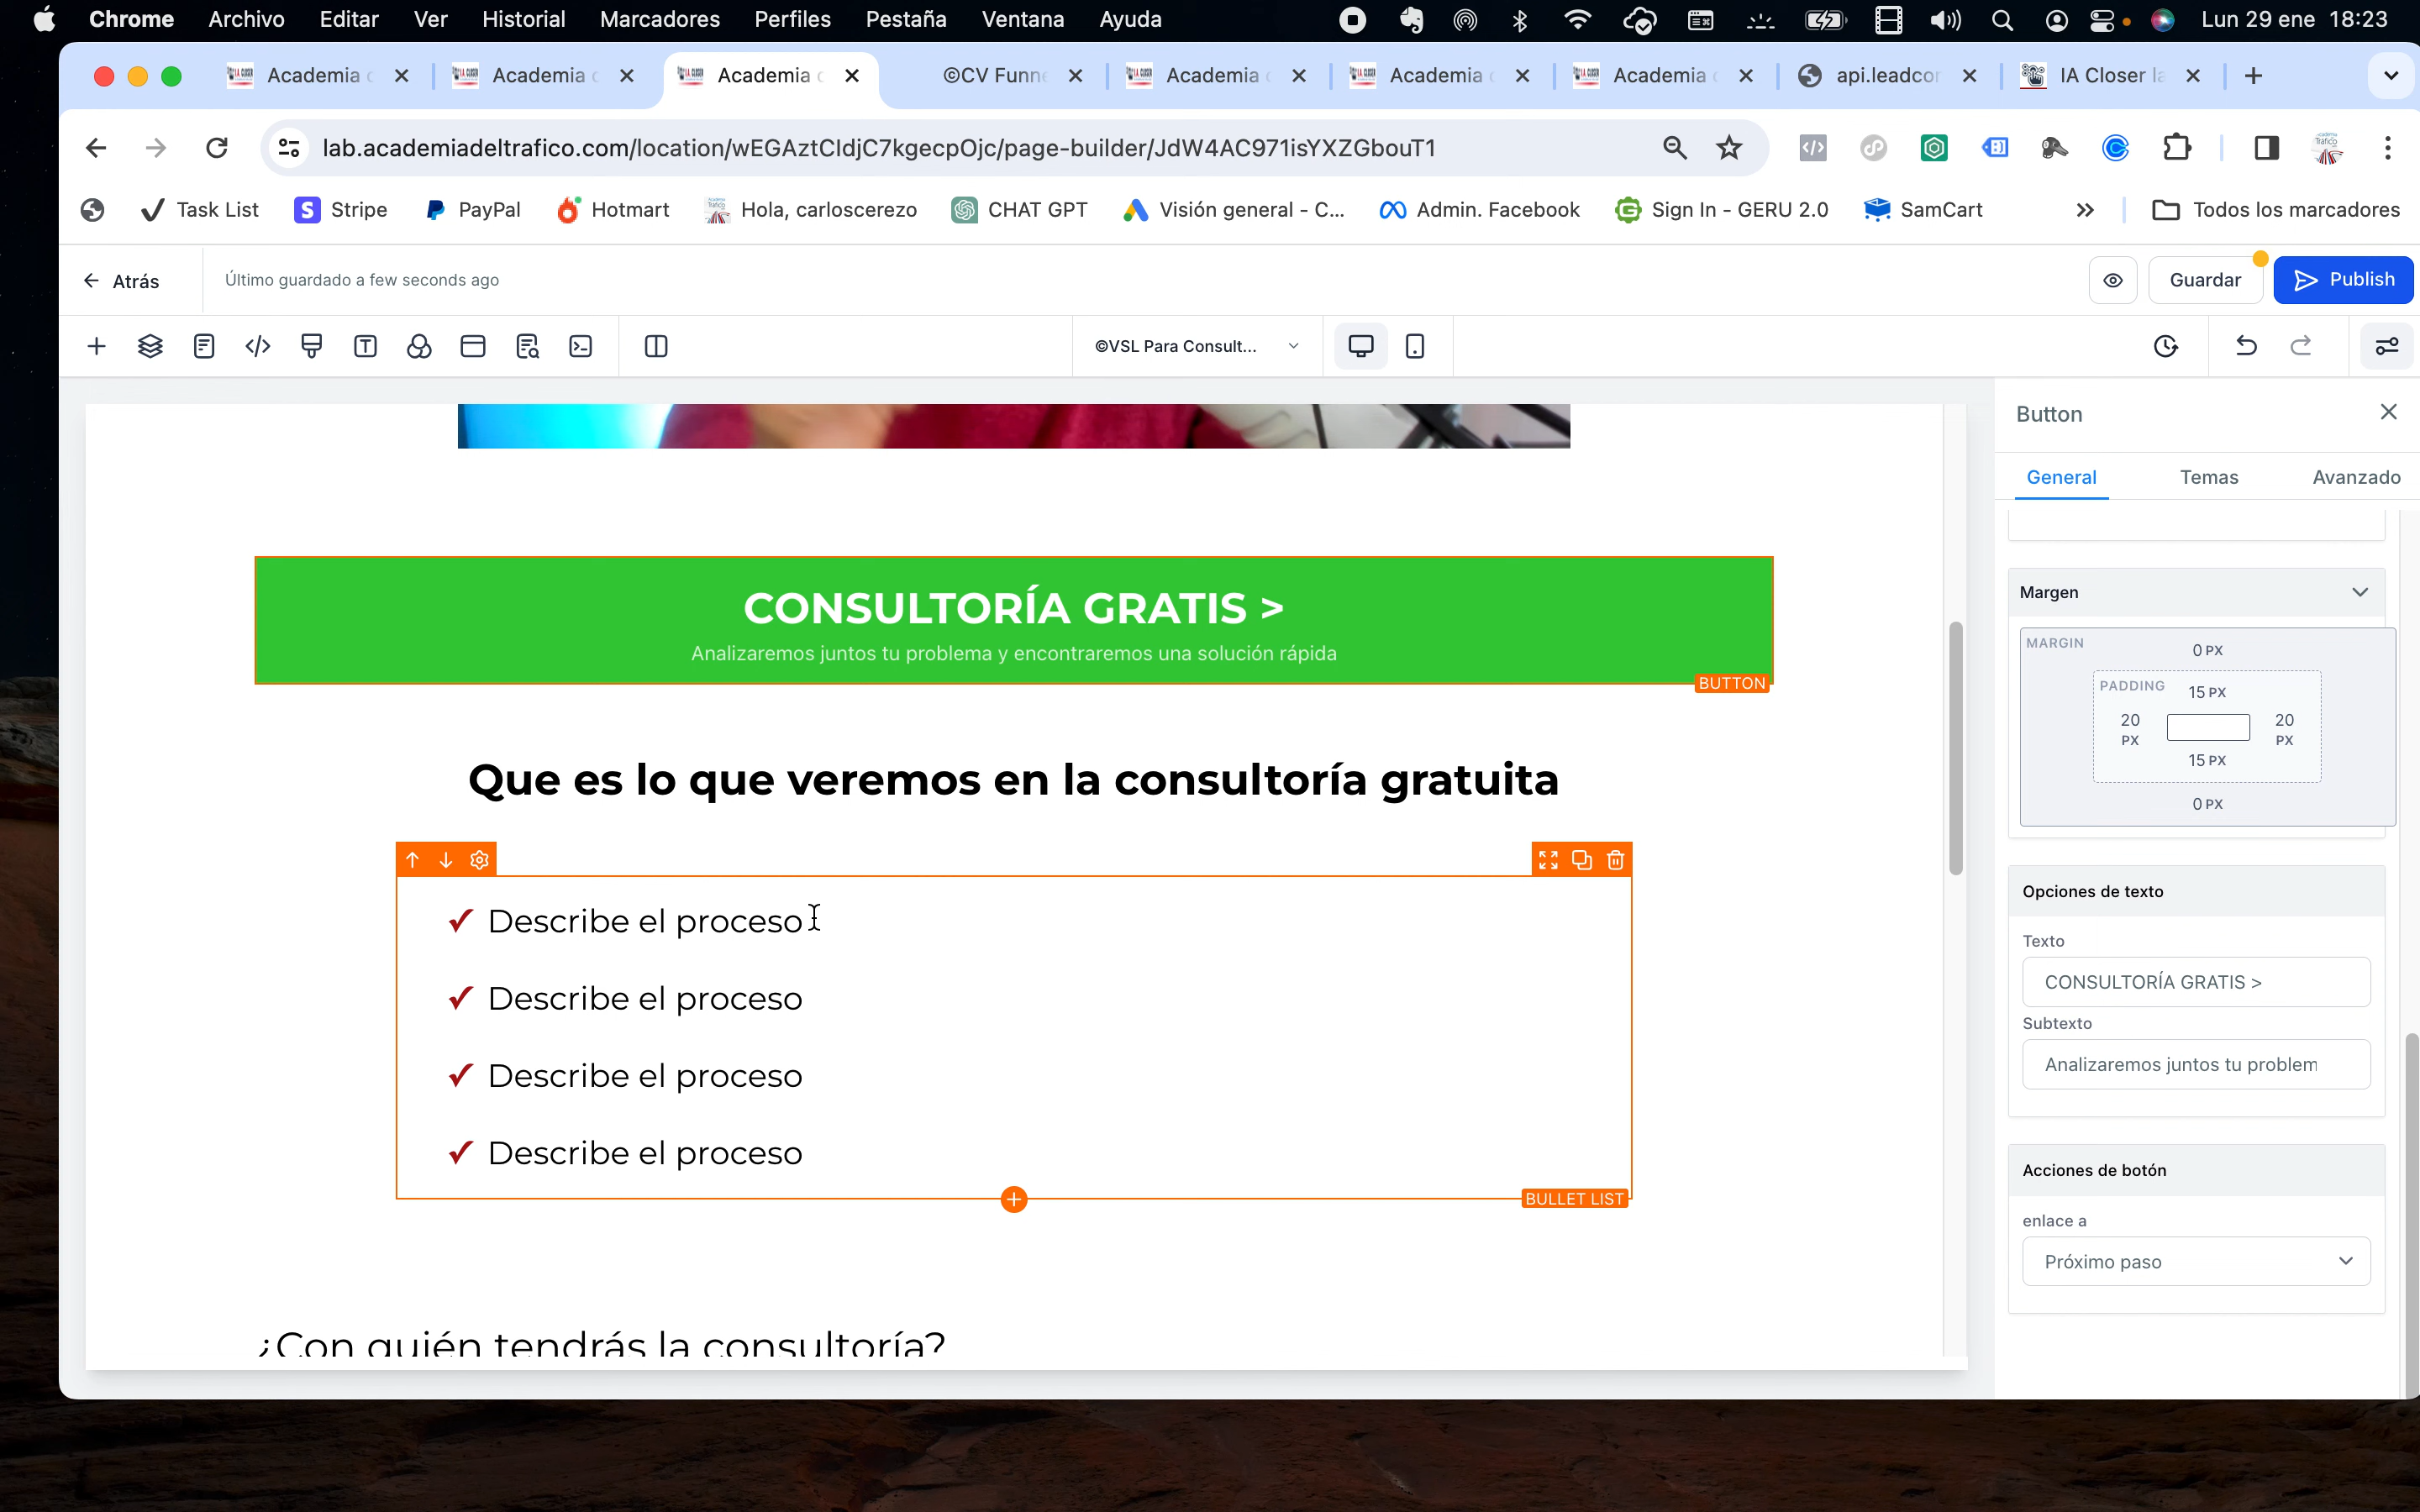 Chrome Archivo Editar Ver Historial Marcadores Perfiles Pestaña Ventana Ayuda Lun 29 ene 18:23
Academia Academia Academia ©CV Funn Academia Academia Academia api.leadcor IA Closer
lab.academiadeltrafico.com/location/wEGAztCIdjC7kgecpOjc/page-builder/JdW4AC971isYXZGbouT1
Task List Stripe PayPal Hotmart Hola, carloscerezo CHAT GPT Visión general - C... Admin. Facebook Sign In - GERU 2.0 SamCart » Todos los marcadores
Atrás Último guardado a few seconds ago Guardar Publish
©VSL Para Consult...
Button
General Temas Avanzado
CONSULTORÍA GRATIS >
Analizaremos juntos tu problema y encontraremos una solución rápida
BUTTON
Que es lo que veremos en la consultoría gratuita
✓ Describe el proceso
✓ Describe el proceso
✓ Describe el proceso
✓ Describe el proceso
BULLET LIST
¿Con quién tendrás la consultoría?
Margen
MARGIN 0 PX
PADDING 15 PX
20 PX 20 PX
15 PX
0 PX
Opciones de texto
Texto
CONSULTORÍA GRATIS >
Subtexto
Analizaremos juntos tu problem
Acciones de botón
enlace a
Próximo paso